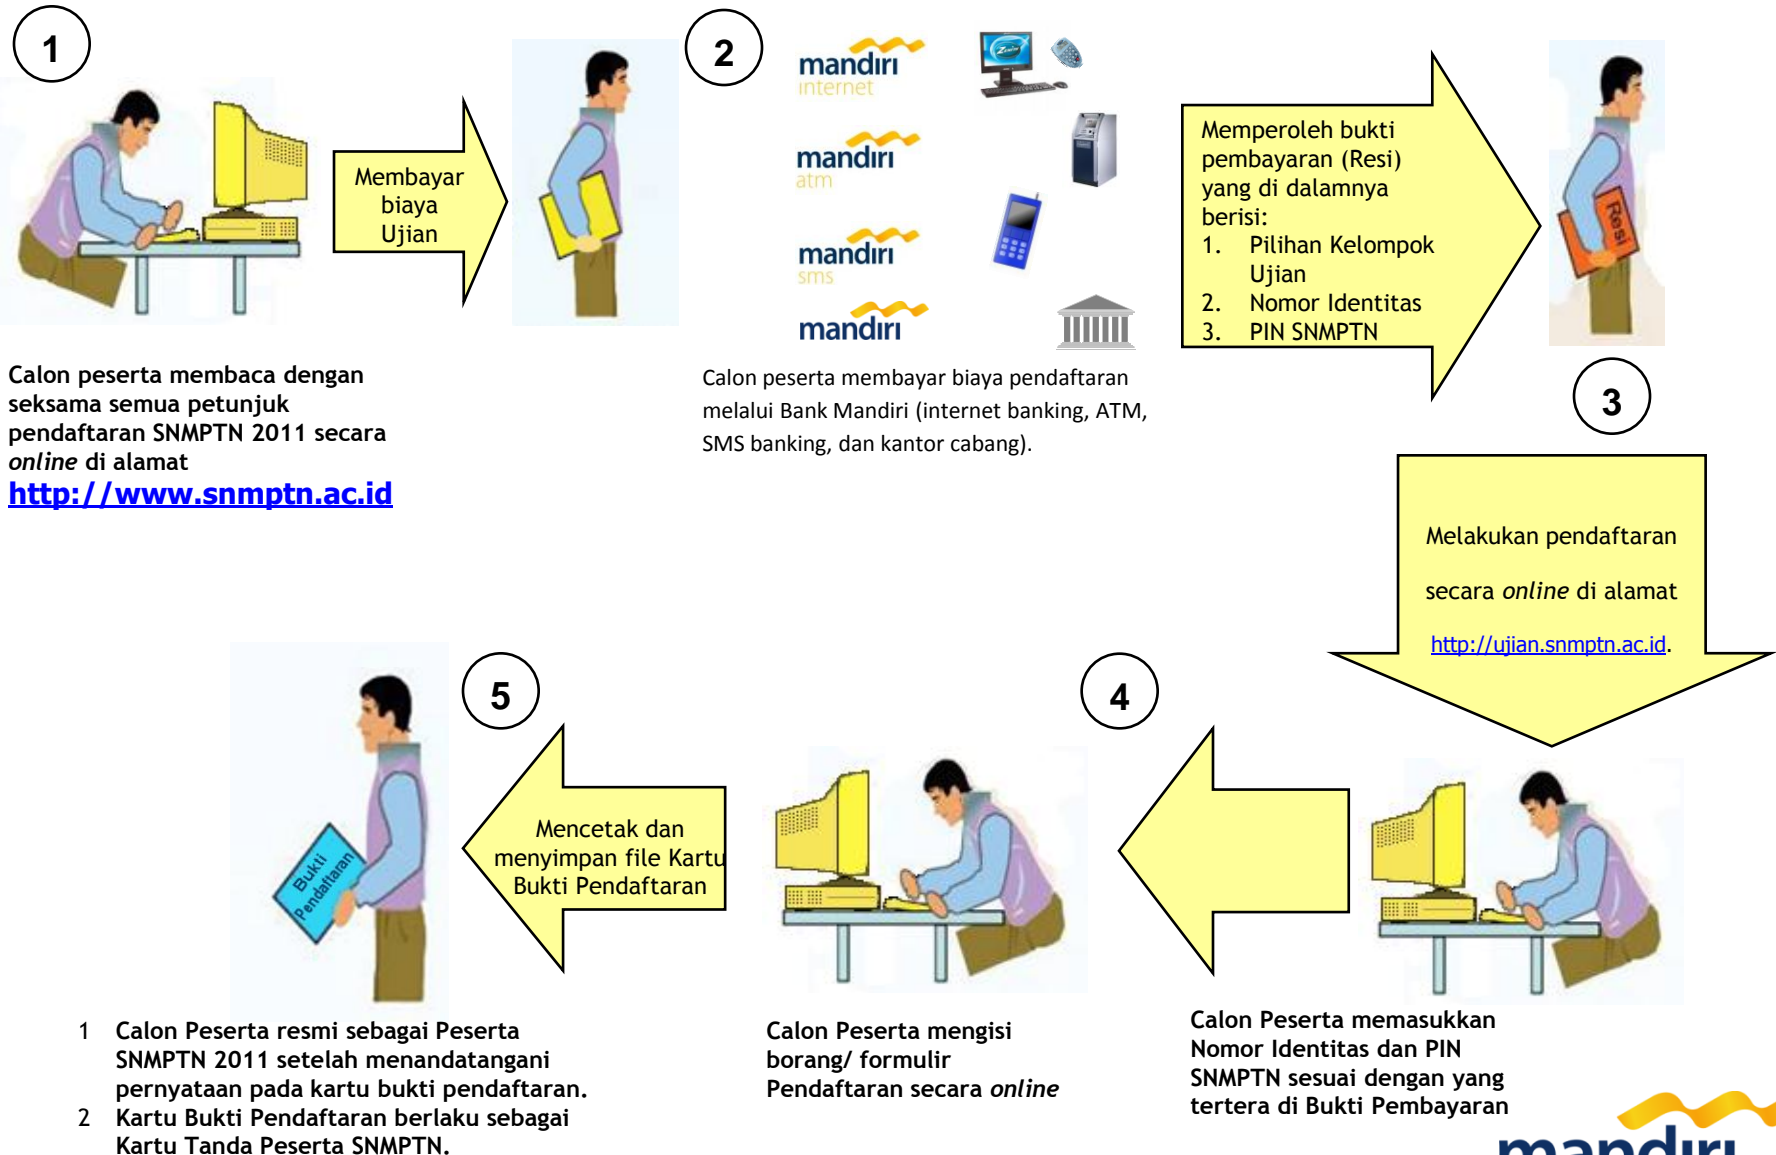 1
Membayar
biaya
Ujian
Calon peserta membaca dengan
seksama semua petunjuk
pendaftaran SNMPTN 2011 secara
online di alamat
http://www.snmptn.ac.id
2
mandırı
internet
mandırı
atm
mandırı
sms
mandırı
Calon peserta membayar biaya pendaftaran
melalui Bank Mandiri (internet banking, ATM,
SMS banking, dan kantor cabang).
Memperoleh bukti
pembayaran (Resi)
yang di dalamnya
berisi:
1. Pilihan Kelompok
Ujian
2. Nomor Identitas
3. PIN SNMPTN
Resi
3
Melakukan pendaftaran
secara online di alamat
http://ujian.snmptn.ac.id.
Calon Peserta memasukkan
Nomor Identitas dan PIN
SNMPTN sesuai dengan yang
tertera di Bukti Pembayaran
4
Calon Peserta mengisi
borang/ formulir
Pendaftaran secara online
5
Mencetak dan
menyimpan file Kartu
Bukti Pendaftaran
Bukti
Pendaftaran
1 Calon Peserta resmi sebagai Peserta
SNMPTN 2011 setelah menandatangani
pernyataan pada kartu bukti pendaftaran.
2 Kartu Bukti Pendaftaran berlaku sebagai
Kartu Tanda Peserta SNMPTN.
mandırı